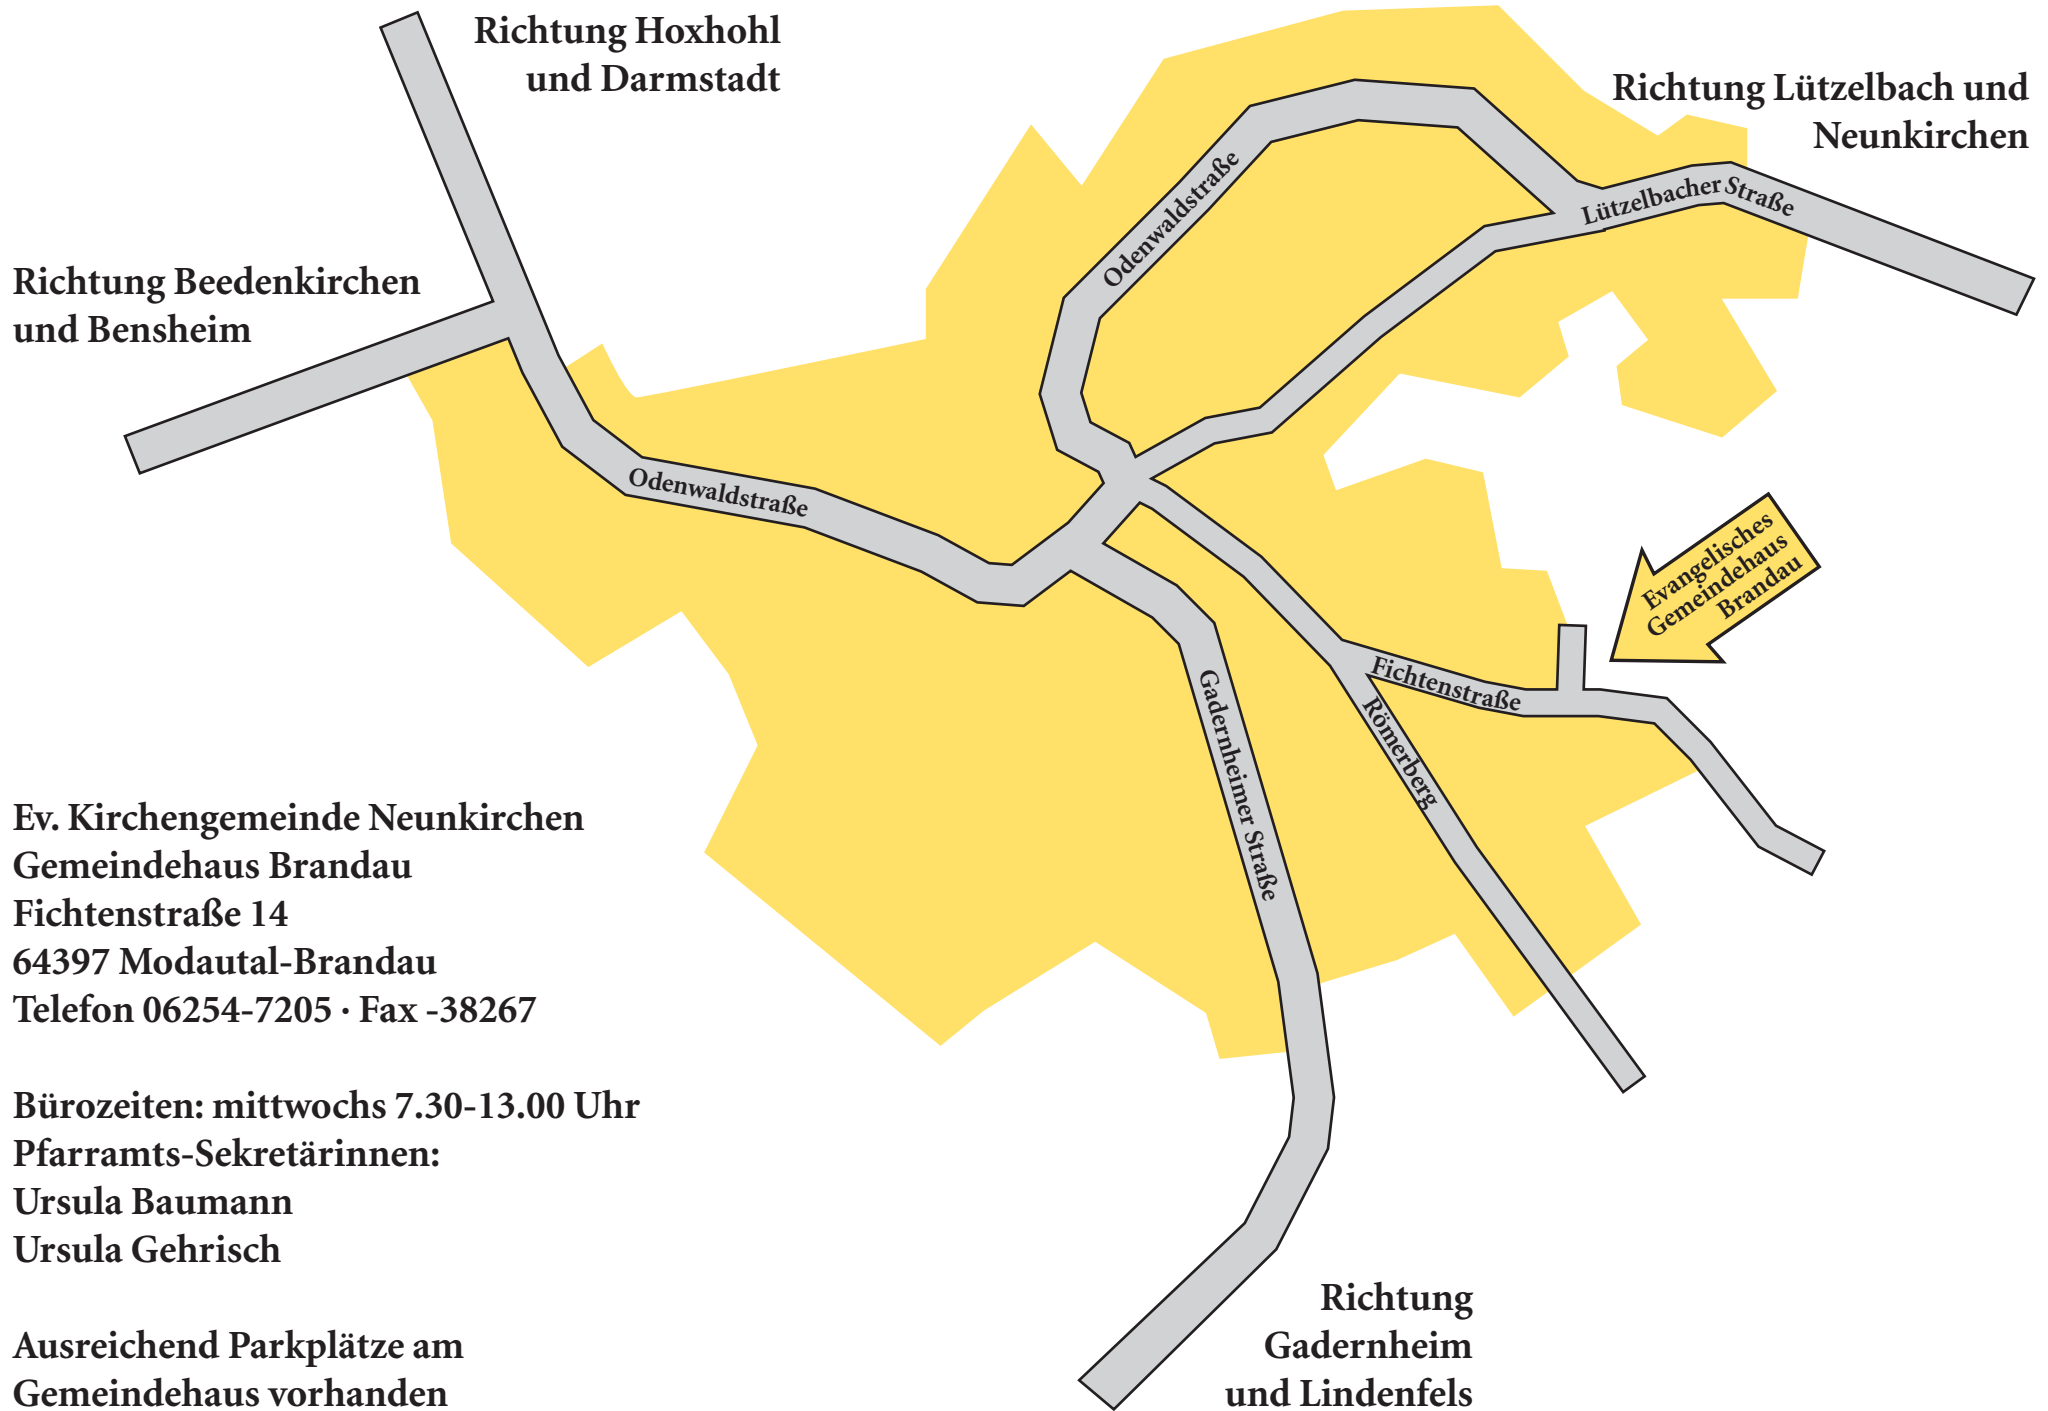 Richtung Hoxhohl
und Darmstadt
Richtung Lützelbach und
Neunkirchen
Odenwaldstraße
Lützelbacher Straße
Richtung Beedenkirchen
und Bensheim
Odenwaldstraße
Evangelisches
Gemeindehaus
Brandau
Fichtenstraße
Römerberg
Gadernheimer Straße
Ev. Kirchengemeinde Neunkirchen
Gemeindehaus Brandau
Fichtenstraße 14
64397 Modautal-Brandau
Telefon 06254-7205 · Fax -38267
Bürozeiten: mittwochs 7.30-13.00 Uhr
Pfarramts-Sekretärinnen:
Ursula Baumann
Ursula Gehrisch
Ausreichend Parkplätze am
Gemeindehaus vorhanden
Richtung
Gadernheim
und Lindenfels